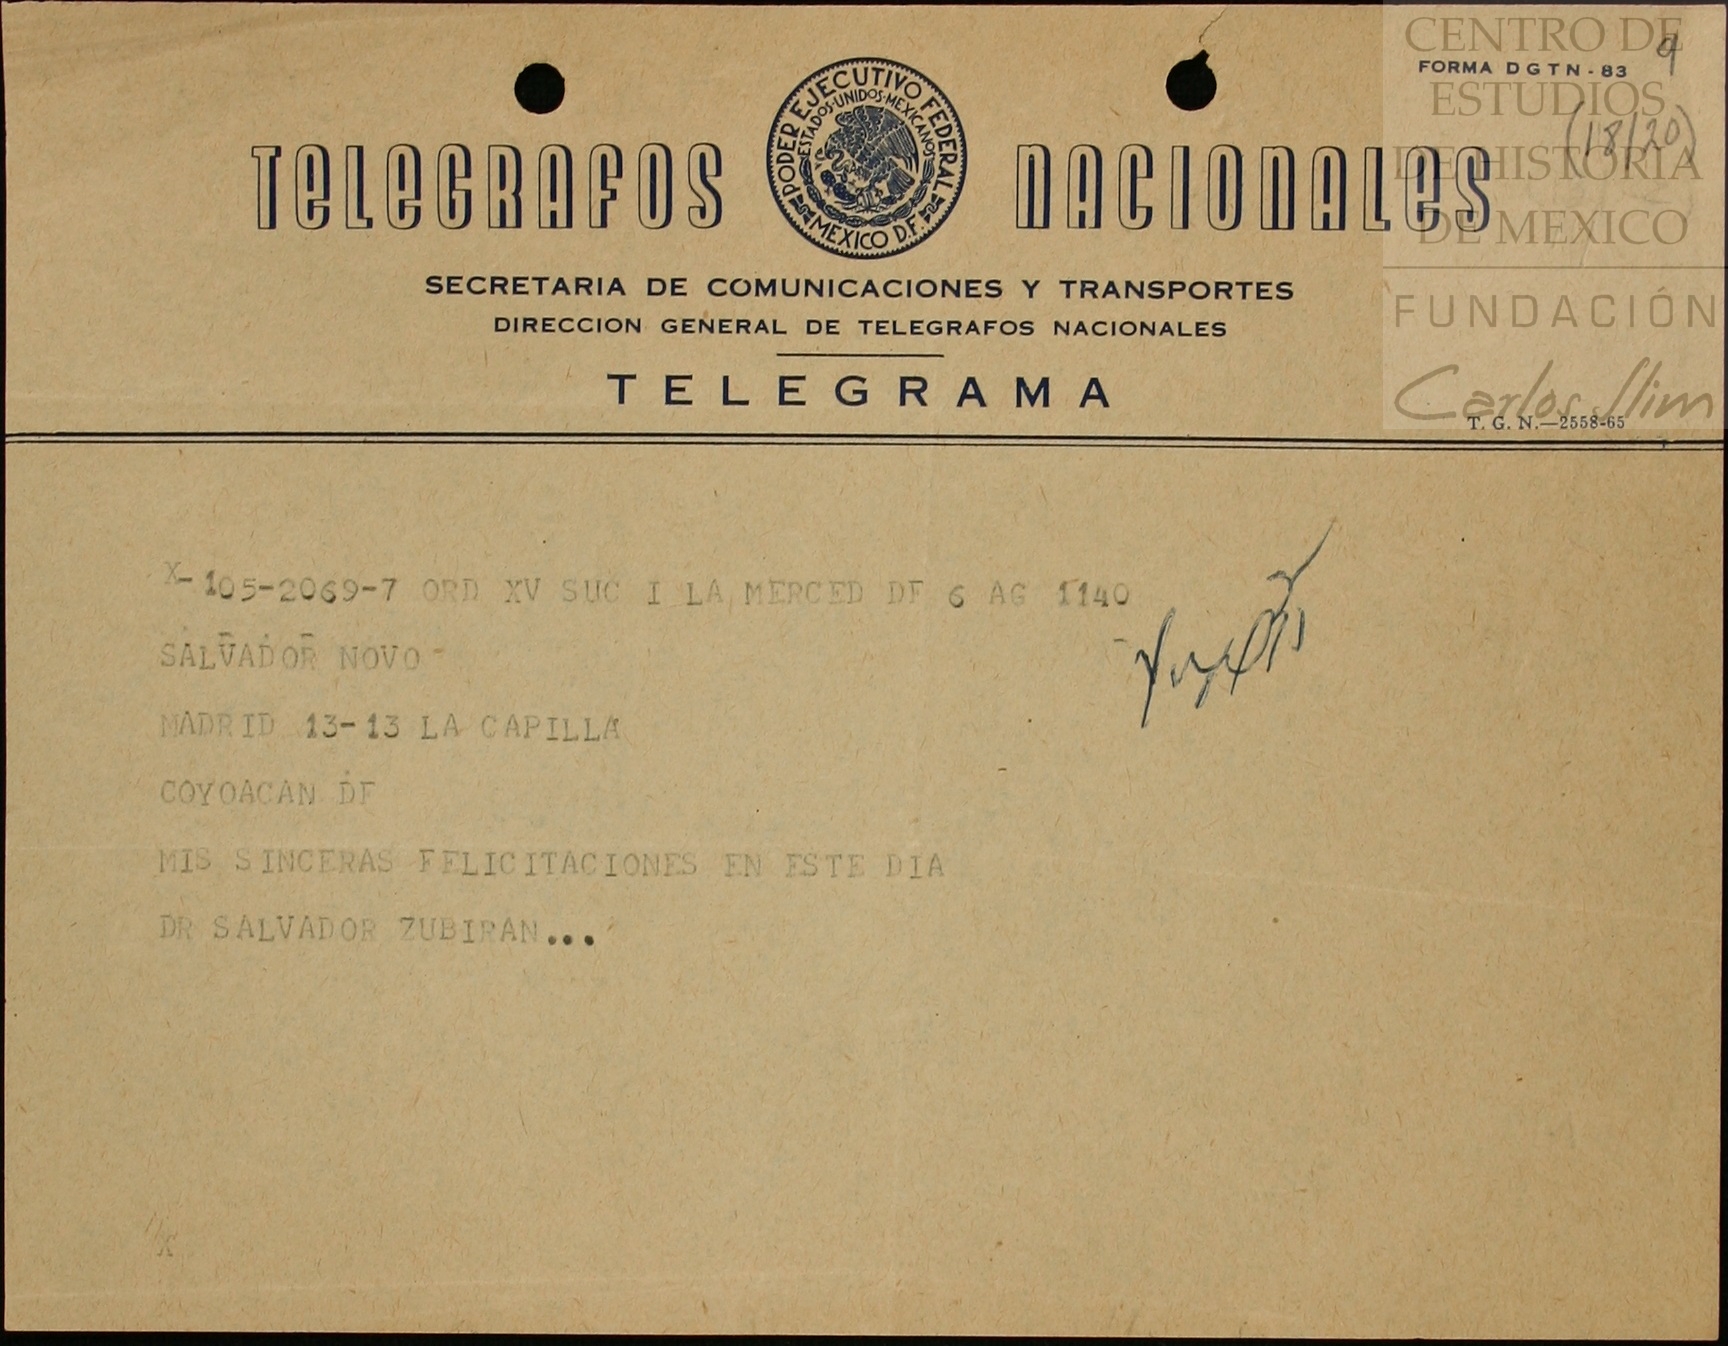 CENTRO DE
ESTUDIOS
DE HISTORIA
DE MEXICO
FUNDACIÓN
Carlos Slim
9
FORMA DGTN-83
(18/20)
TELEGRAFOS NACIONALES
PODER EJECUTIVO FEDERAL
ESTADOS·UNIDOS·MEXICANOS
MEXICO D.F.
SECRETARIA DE COMUNICACIONES Y TRANSPORTES
DIRECCION GENERAL DE TELEGRAFOS NACIONALES
TELEGRAMA
T. G. N.—2558-65
X-105-2069-7 ORD XV SUC I LA MERCED DF 6 AG 1140
SALVADOR NOVO
MADRID 13-13 LA CAPILLA
COYOACAN DF
MIS SINCERAS FELICITACIONES EN ESTE DIA
DR SALVADOR ZUBIRAN...
X